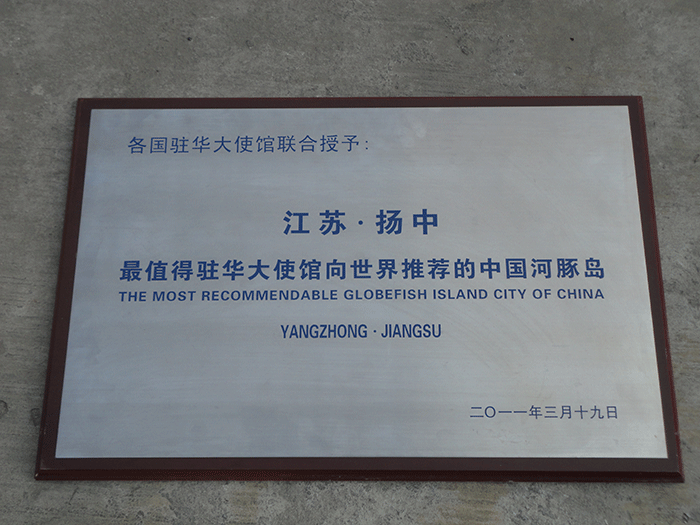 各国驻华大使馆联合授予:
江苏·扬中
最值得驻华大使馆向世界推荐的中国河豚岛
THE MOST RECOMMENDABLE GLOBEFISH ISLAND CITY OF CHINA
YANGZHONG·JIANGSU
二〇一一年三月十九日